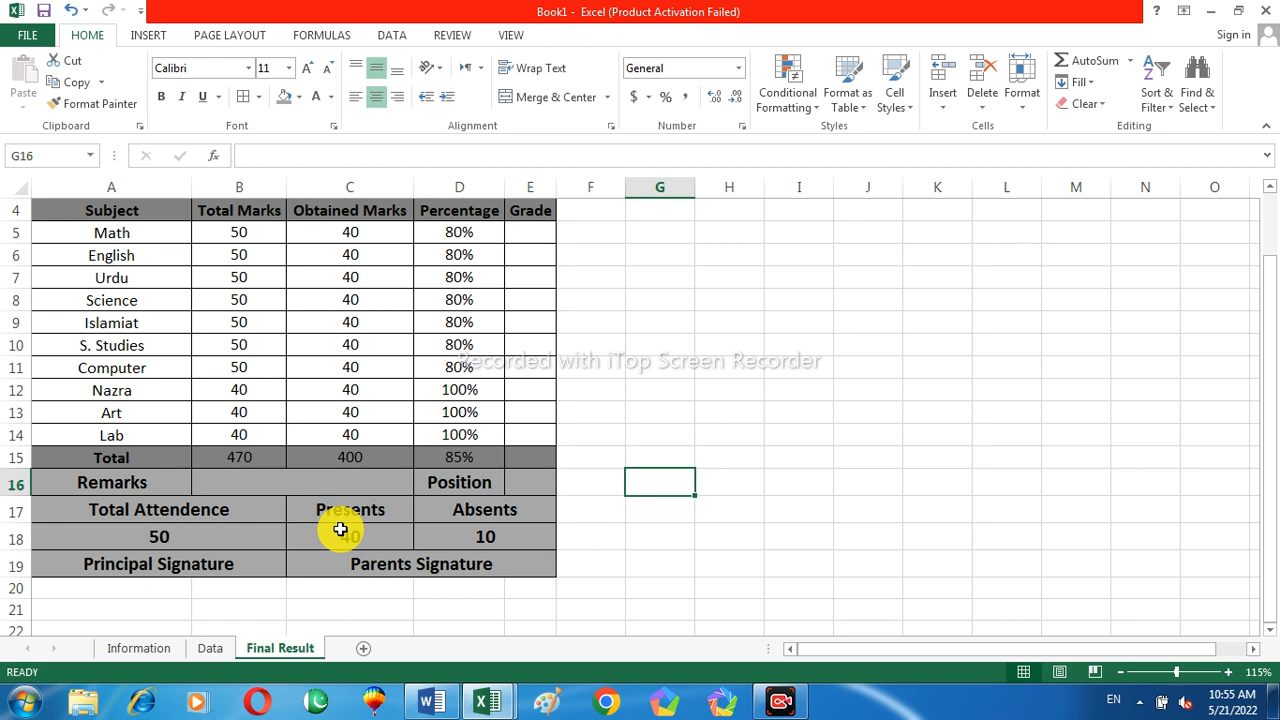 Book1 - Excel (Product Activation Failed)
FILE HOME INSERT PAGE LAYOUT FORMULAS DATA REVIEW VIEW Sign in
Cut
Copy
Format Painter
Paste
Clipboard
Calibri 11
B I U
Font
Wrap Text
Merge & Center
Alignment
General
$ % ,
Number
Conditional Formatting
Format as Table
Cell Styles
Styles
Insert Delete Format
Cells
AutoSum
Fill
Clear
Sort & Filter
Find & Select
Editing
G16
A B C D E F G H I J K L M N O
4 Subject Total Marks Obtained Marks Percentage Grade
5 Math 50 40 80%
6 English 50 40 80%
7 Urdu 50 40 80%
8 Science 50 40 80%
9 Islamiat 50 40 80%
10 S. Studies 50 40 80%
11 Computer 50 40 80%
Recorded with iTop Screen Recorder
12 Nazra 40 40 100%
13 Art 40 40 100%
14 Lab 40 40 100%
15 Total 470 400 85%
16 Remarks Position
17 Total Attendence Presents Absents
18 50 40 10
19 Principal Signature Parents Signature
20
21
22
Information Data Final Result
READY 115%
EN 10:55 AM
5/21/2022